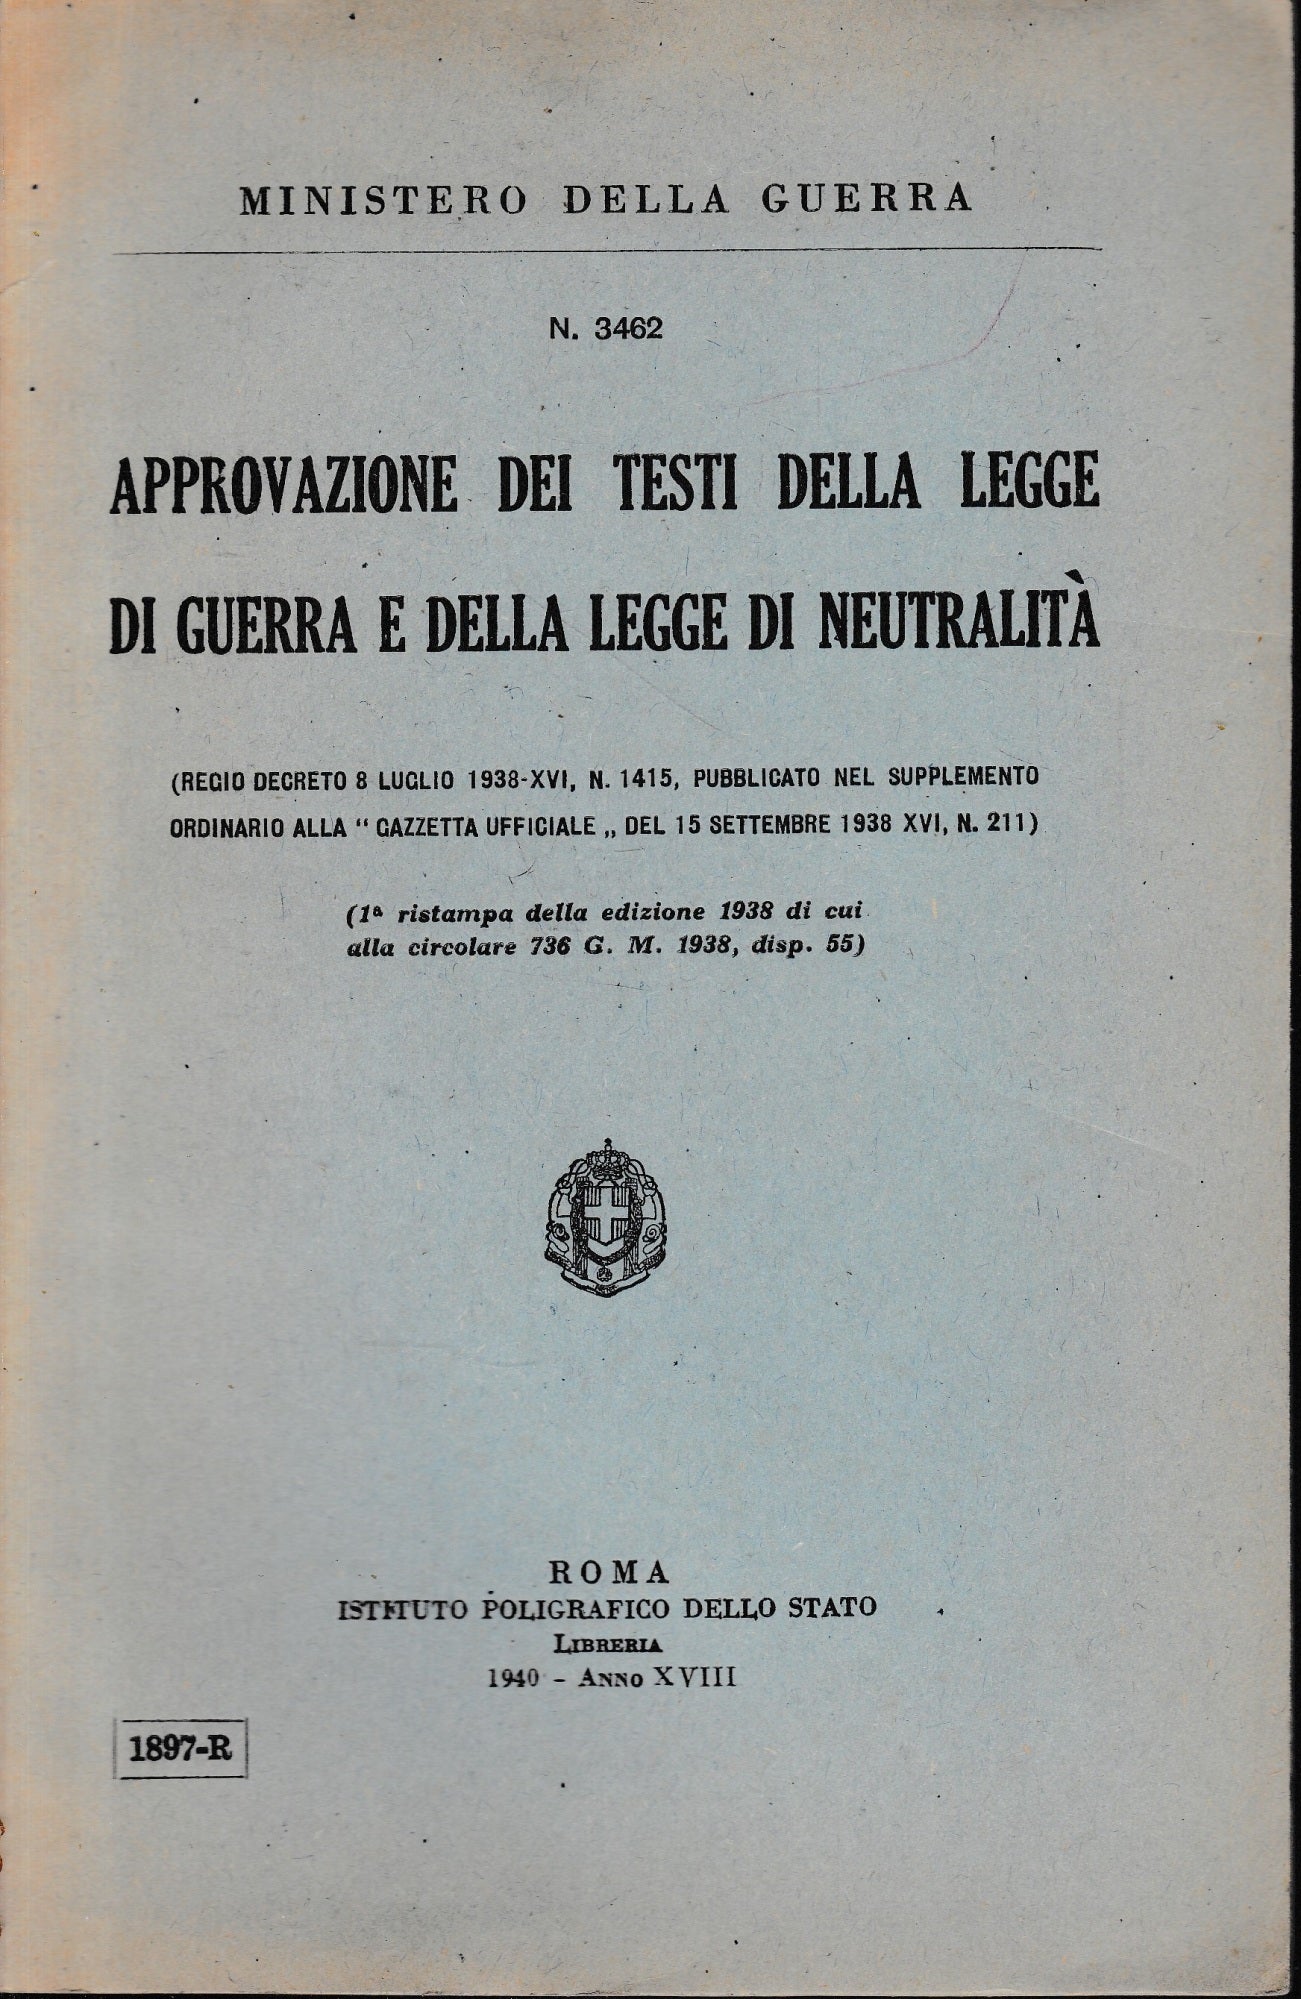 MINISTERO DELLA GUERRA
N. 3462
APPROVAZIONE DEI TESTI DELLA LEGGE
DI GUERRA E DELLA LEGGE DI NEUTRALITÀ
(REGIO DECRETO 8 LUGLIO 1938-XVI, N. 1415, PUBBLICATO NEL SUPPLEMENTO
ORDINARIO ALLA “ GAZZETTA UFFICIALE „ DEL 15 SETTEMBRE 1938 XVI, N. 211)
(1ª ristampa della edizione 1938 di cui
alla circolare 736 G. M. 1938, disp. 55)
ROMA
ISTITUTO POLIGRAFICO DELLO STATO
LIBRERIA
1940 - ANNO XVIII
1897-R